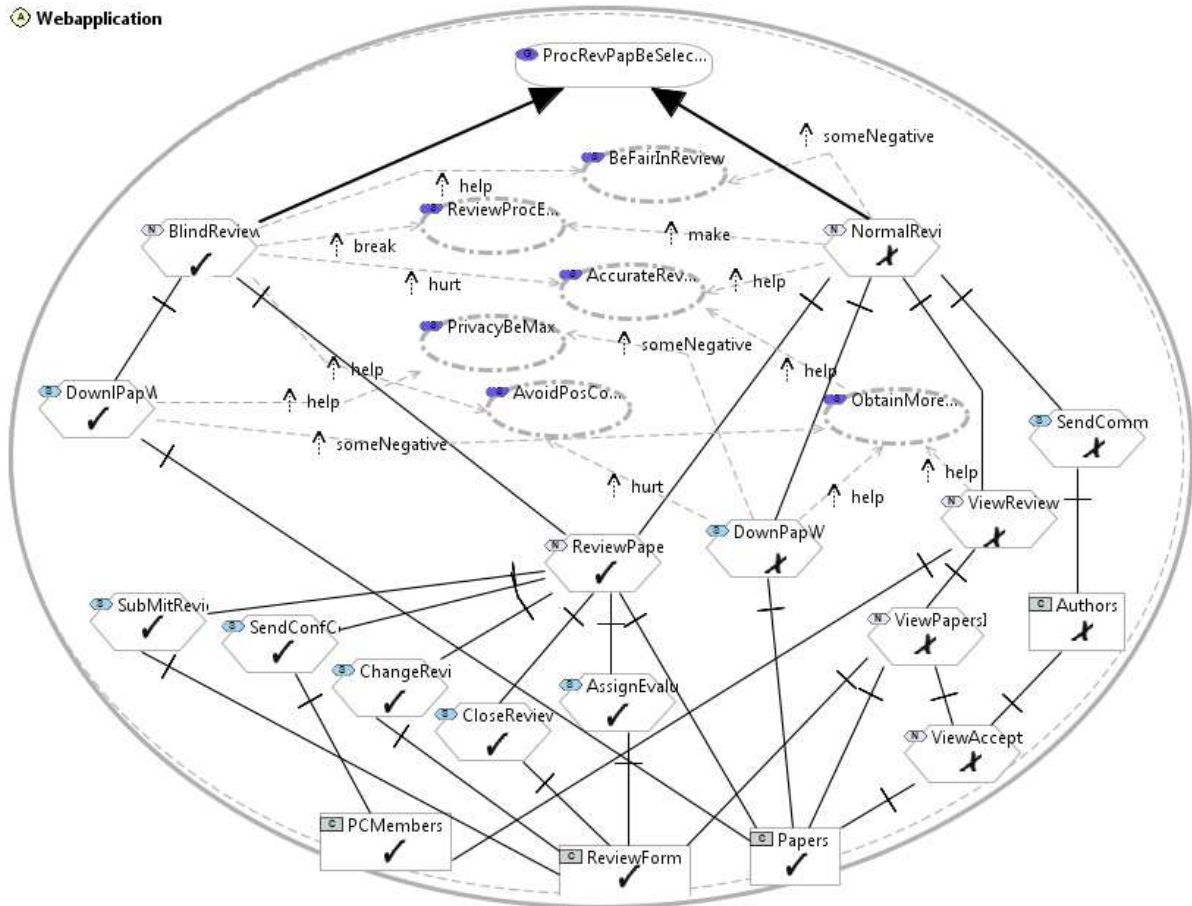 A Webapplication
G ProcRevPapBeSelec...
someNegative
S BeFairInReview
help
S ReviewProcE...
N BlindReview
N NormalRevi
break
make
S AccurateRev...
hurt
help
S PrivacyBeMax
someNegative
help
help
S DownlPapW
S AvoidPosCo...
S ObtainMore...
help
S SendComm
someNegative
help
hurt
help
N ViewReview
N ReviewPape
S DownPapW
S SubMitRevi
C Authors
S SendConfC
N ViewPapersI
S ChangeRevi
S AssignEvalu
S CloseReviev
N ViewAccept
C PCMembers
C ReviewForm
C Papers